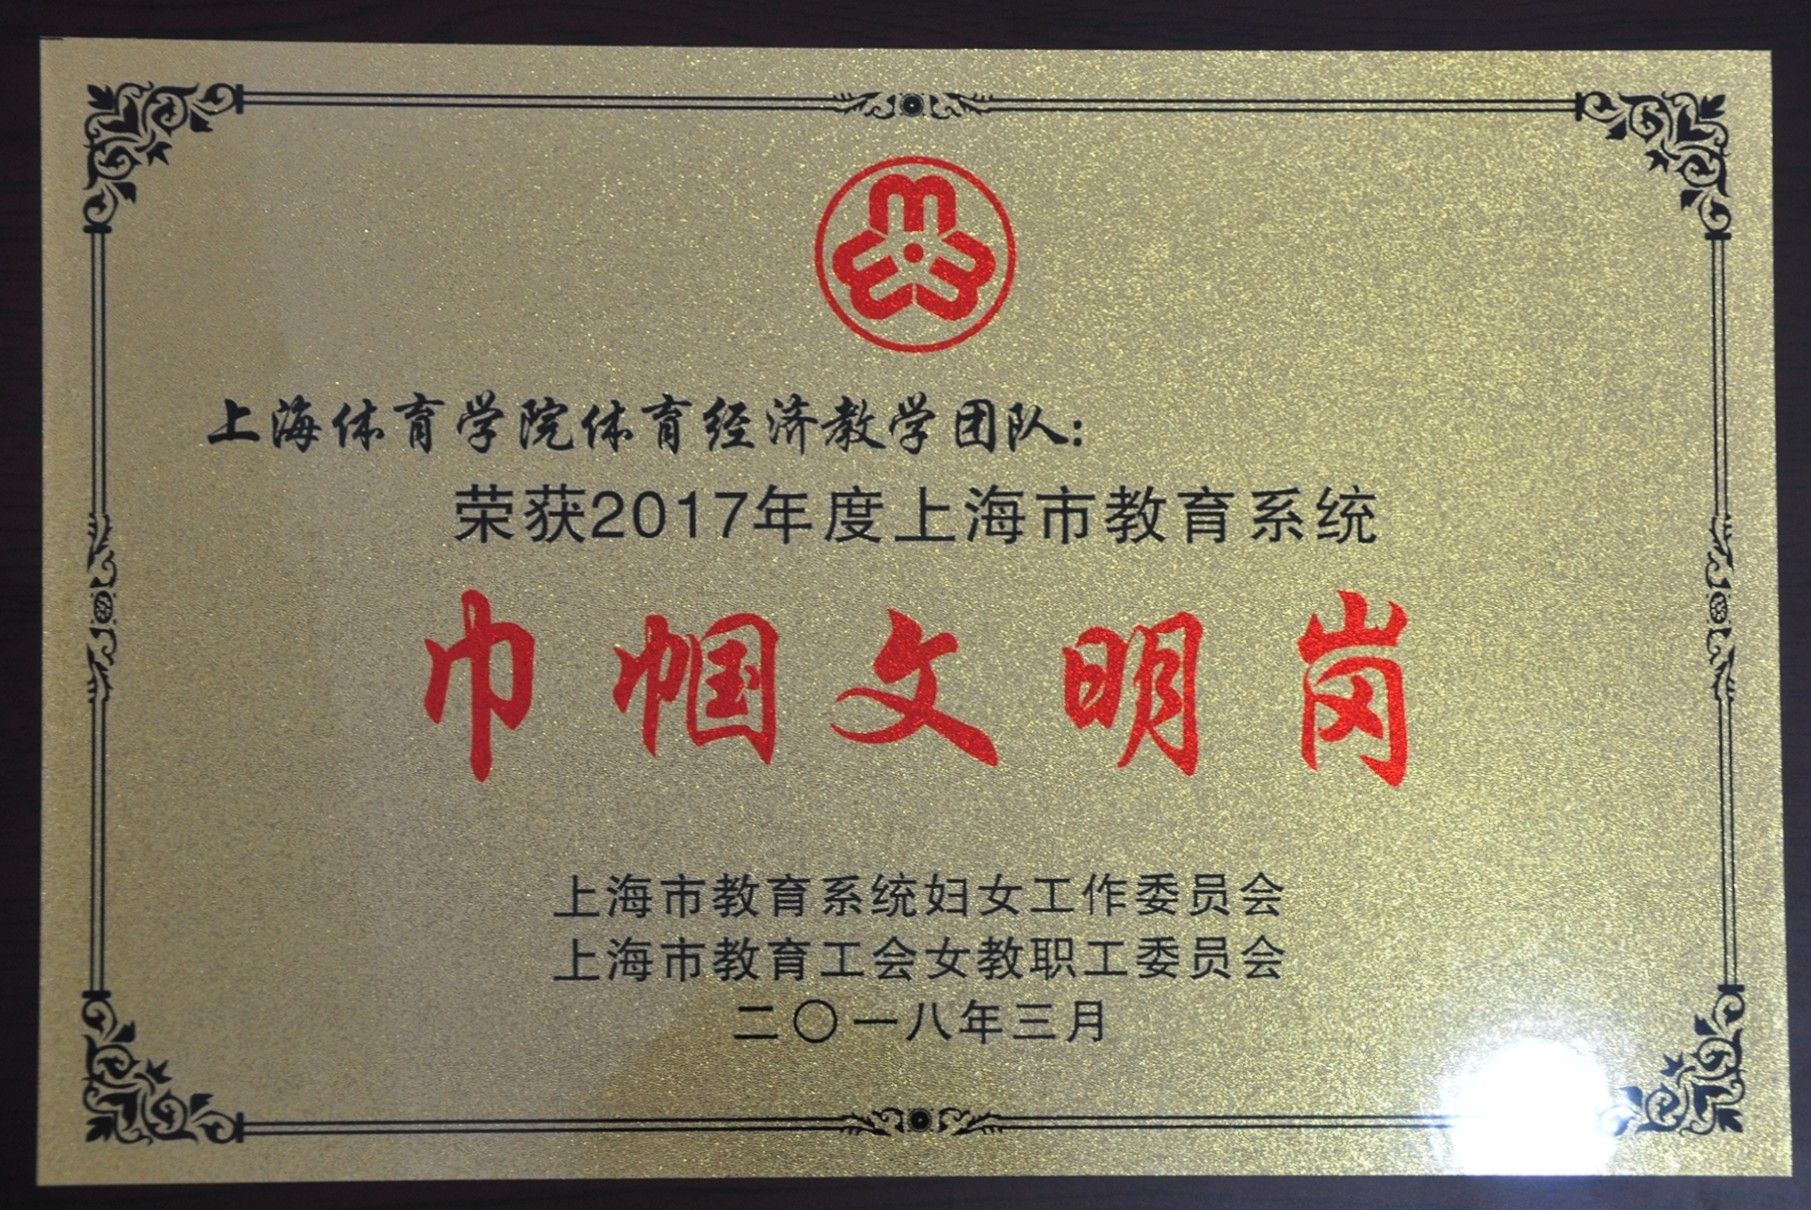 上海体育学院体育经济教学团队:
荣获2017年度上海市教育系统
巾帼文明岗
上海市教育系统妇女工作委员会
上海市教育工会女教职工委员会
二〇一八年三月